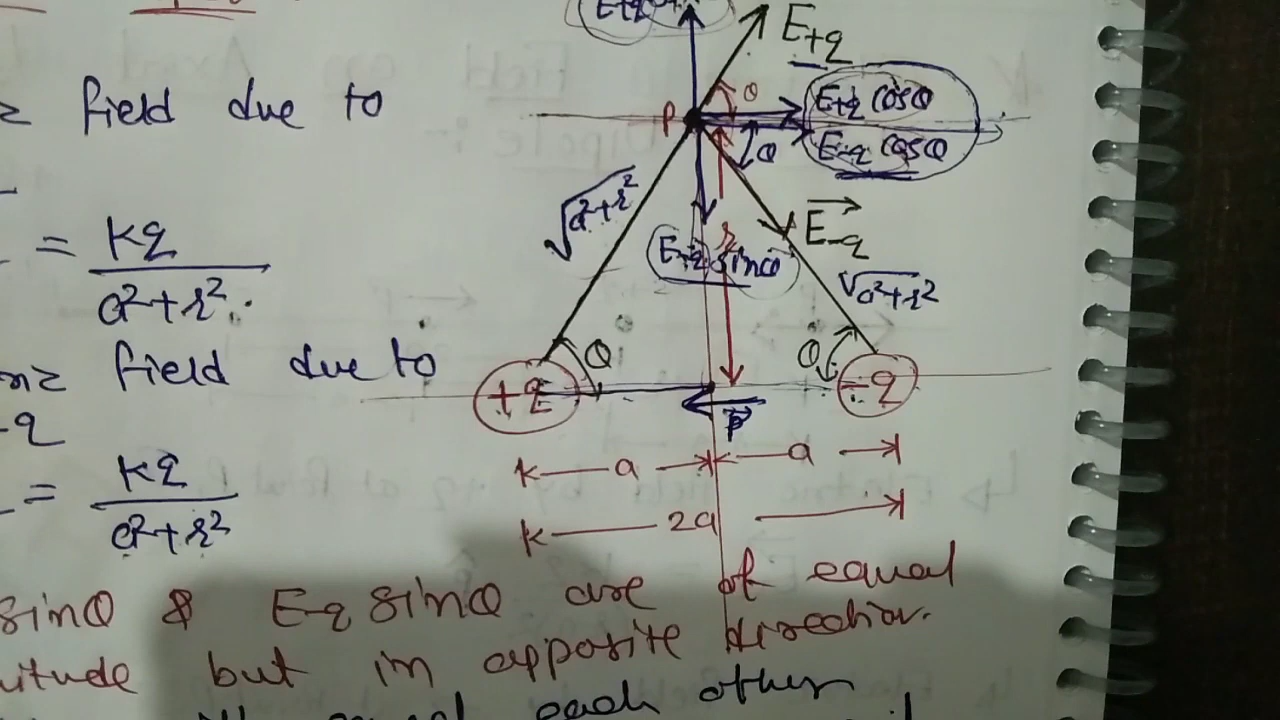 E+q
field due to
P
θ
E+q cosθ
E-q cosθ
θ
√a²+r²
= Kq
a²+r².
r
E-q
E+q sinθ
√a²+r²
field due to
θ
θ
+q
-q
-q
p
a
a
= Kq
a²+r²
2a
sinθ & E-q sinθ are of equal
itude but in opposite direction.
each other